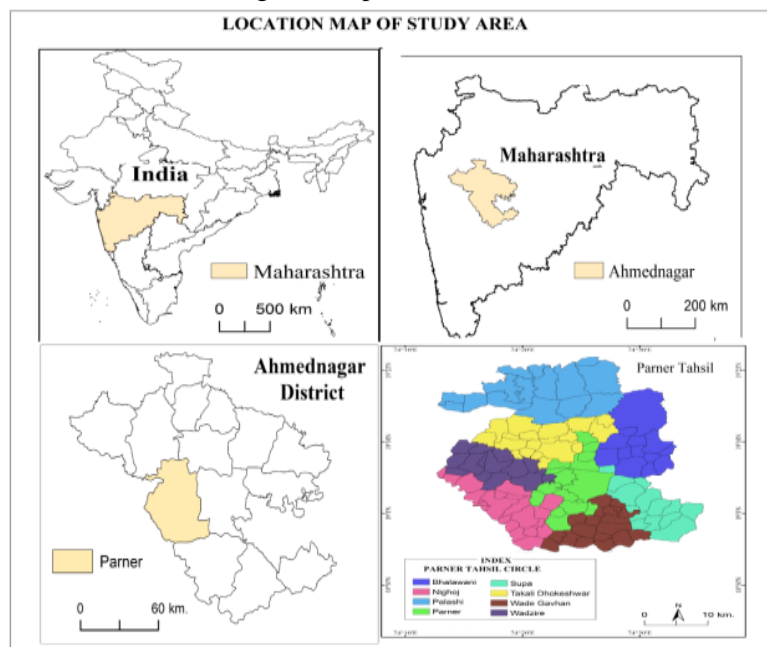 LOCATION MAP OF STUDY AREA
India
Maharashtra
0 500 km
Maharashtra
Ahmednagar
0 200 km
Ahmednagar
District
Parner
0 60 km.
Parner Tahsil
INDEX
PARNER TAHSIL CIRCLE
Bhalawani
Nighoj
Palashi
Parner
Supa
Takali Dhokeshwar
Wade Gavhan
Wadzire
N
0 10 km.